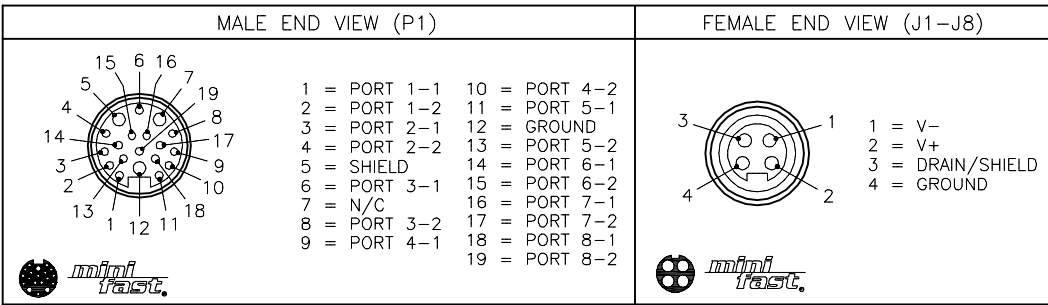 MALE END VIEW (P1)
15 6 16
5 7
4 19
14 8
3 17
2 9
13 10
1 12 11 18
1 = PORT 1-1
2 = PORT 1-2
3 = PORT 2-1
4 = PORT 2-2
5 = SHIELD
6 = PORT 3-1
7 = N/C
8 = PORT 3-2
9 = PORT 4-1
10 = PORT 4-2
11 = PORT 5-1
12 = GROUND
13 = PORT 5-2
14 = PORT 6-1
15 = PORT 6-2
16 = PORT 7-1
17 = PORT 7-2
18 = PORT 8-1
19 = PORT 8-2
mini
fast®
FEMALE END VIEW (J1-J8)
3 1
4 2
1 = V-
2 = V+
3 = DRAIN/SHIELD
4 = GROUND
mini
fast®